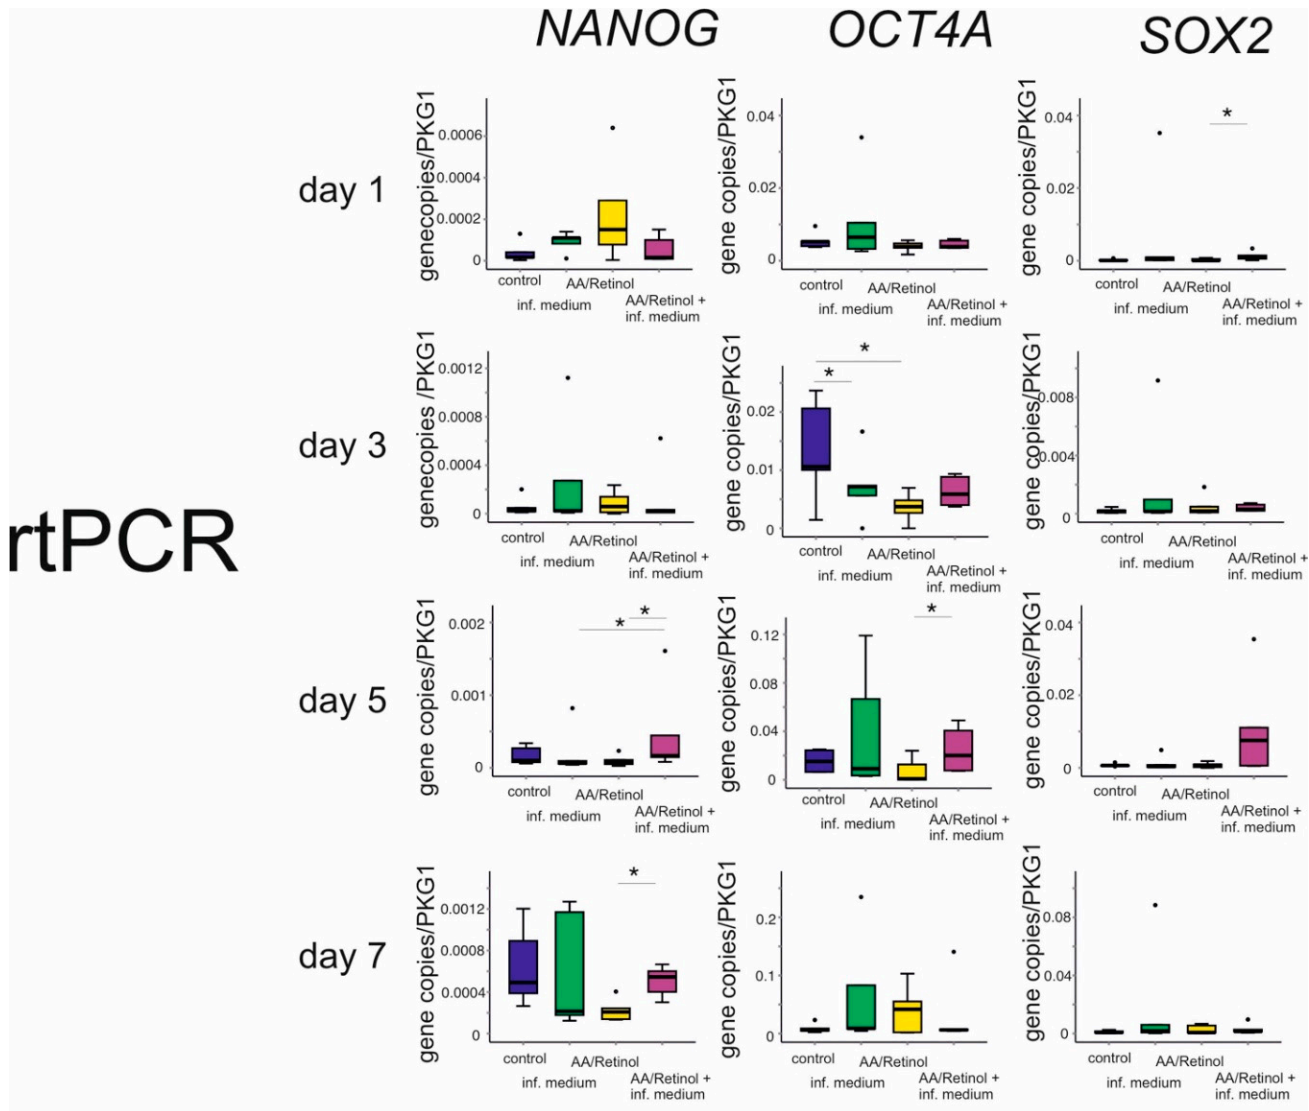 NANOG OCT4A SOX2
rtPCR
day 1
genecopies/PKG1
0.0006
0.0004
0.0002
0
control
AA/Retinol
inf. medium
AA/Retinol +
inf. medium
gene copies/PKG1
0.04
0.02
0
control
AA/Retinol
inf. medium
AA/Retinol +
inf. medium
gene copies/PKG1
0.04
0.02
0
*
control
AA/Retinol
inf. medium
AA/Retinol +
inf. medium
day 3
genecopies /PKG1
0.0012
0.0008
0.0004
0
control
AA/Retinol
inf. medium
AA/Retinol +
inf. medium
gene copies/PKG1
0.02
0.01
0
*
*
control
AA/Retinol
inf. medium
AA/Retinol +
inf. medium
gene copies/PKG1
0.008
0.004
0
control
AA/Retinol
inf. medium
AA/Retinol +
inf. medium
day 5
gene copies/PKG1
0.002
0.001
0
*
*
control
AA/Retinol
inf. medium
AA/Retinol +
inf. medium
gene copies/PKG1
0.12
0.08
0.04
0
*
control
AA/Retinol
inf. medium
AA/Retinol +
inf. medium
gene copies/PKG1
0.04
0.02
0
control
AA/Retinol
inf. medium
AA/Retinol +
inf. medium
day 7
gene copies/PKG1
0.0012
0.0008
0.0004
0
*
control
AA/Retinol
inf. medium
AA/Retinol +
inf. medium
gene copies/PKG1
0.2
0.1
0
control
AA/Retinol
inf. medium
AA/Retinol +
inf. medium
gene copies/PKG1
0.08
0.04
0
control
AA/Retinol
inf. medium
AA/Retinol +
inf. medium